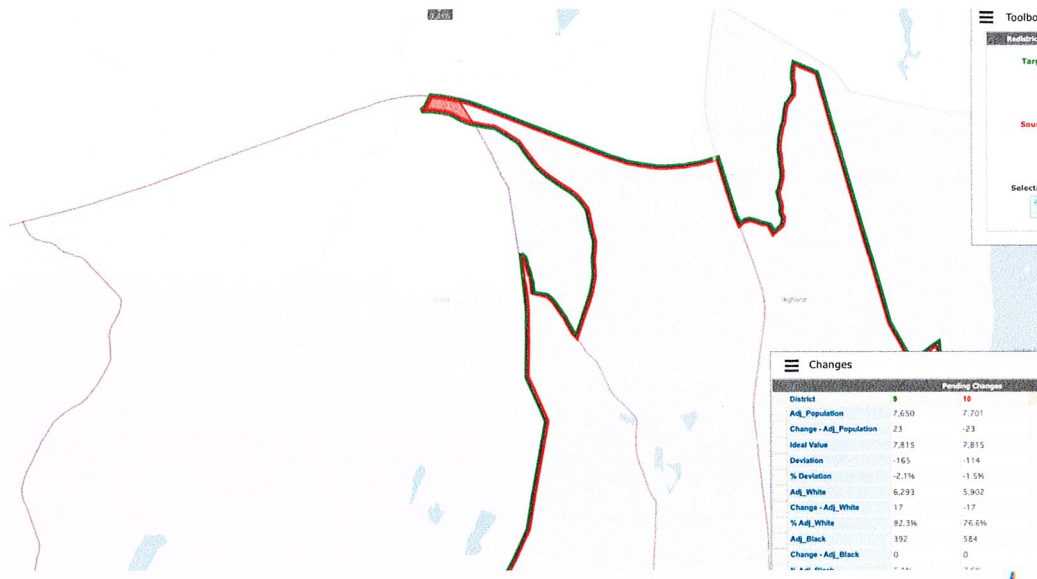 Toolbo
Redistric
Targ
Sour
Selecti
Highland
Changes
Pending Changes
District 9 10
Adj_Population 7,650 7,701
Change - Adj_Population 23 -23
Ideal Value 7,815 7,815
Deviation -165 -114
% Deviation -2.1% -1.5%
Adj_White 6,293 5,902
Change - Adj_White 17 -17
% Adj_White 82.3% 76.6%
Adj_Black 392 584
Change - Adj_Black 0 0